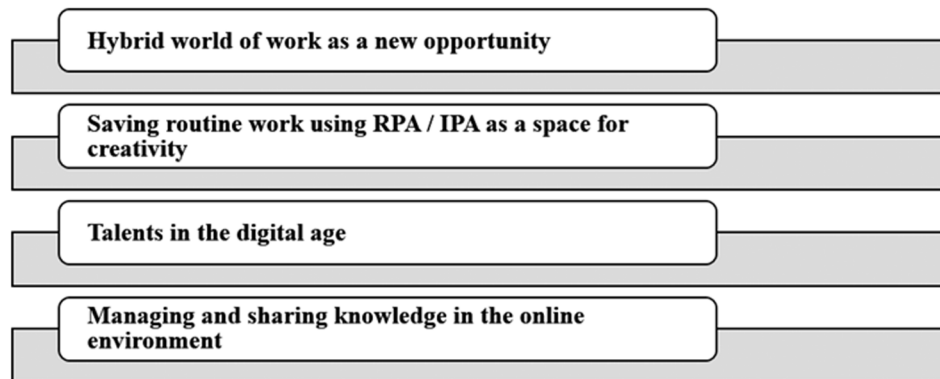 Hybrid world of work as a new opportunity
Saving routine work using RPA / IPA as a space for
creativity
Talents in the digital age
Managing and sharing knowledge in the online
environment